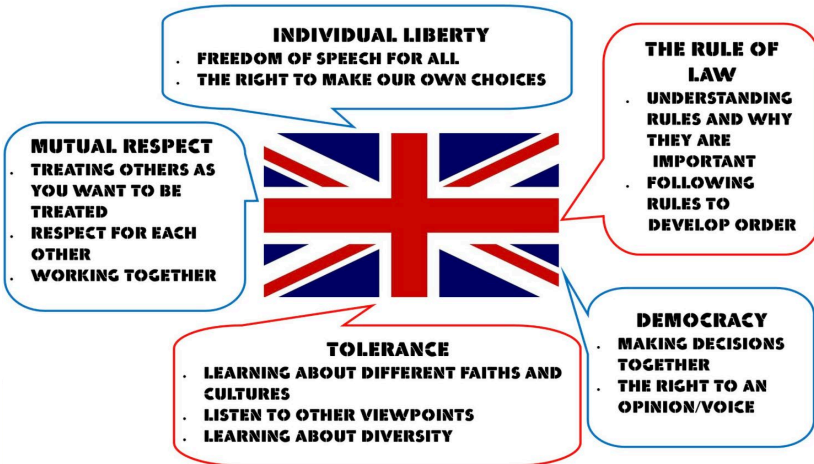 INDIVIDUAL LIBERTY
. FREEDOM OF SPEECH FOR ALL
. THE RIGHT TO MAKE OUR OWN CHOICES
THE RULE OF
LAW
. UNDERSTANDING
RULES AND WHY
THEY ARE
IMPORTANT
. FOLLOWING
RULES TO
DEVELOP ORDER
MUTUAL RESPECT
. TREATING OTHERS AS
YOU WANT TO BE
TREATED
. RESPECT FOR EACH
OTHER
. WORKING TOGETHER
TOLERANCE
. LEARNING ABOUT DIFFERENT FAITHS AND
CULTURES
. LISTEN TO OTHER VIEWPOINTS
. LEARNING ABOUT DIVERSITY
DEMOCRACY
. MAKING DECISIONS
TOGETHER
. THE RIGHT TO AN
OPINION/VOICE